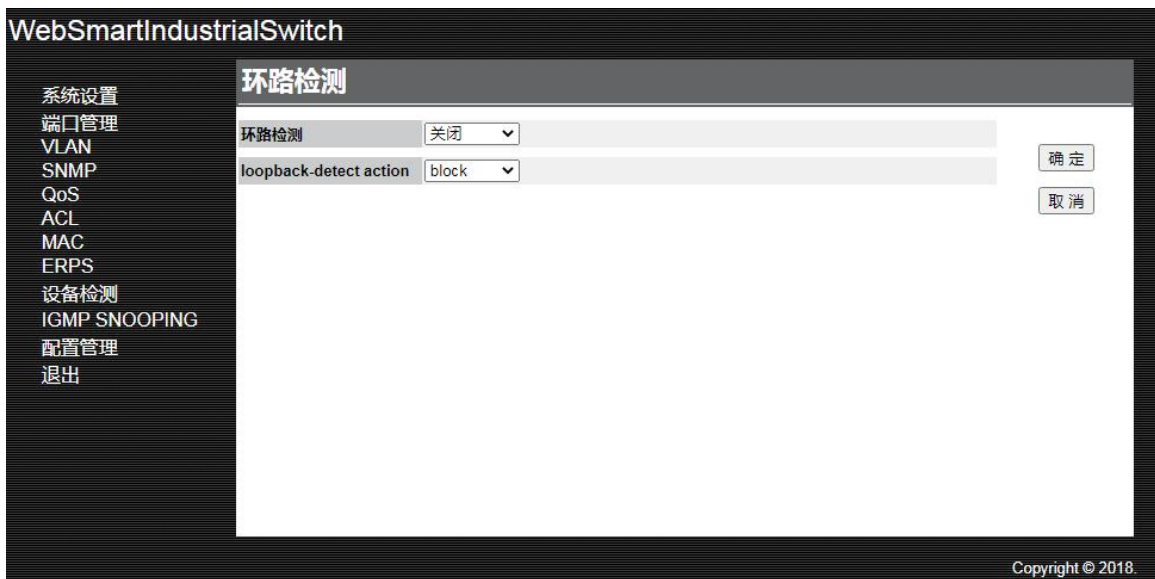 WebSmartIndustrialSwitch
系统设置
端口管理
VLAN
SNMP
QoS
ACL
MAC
ERPS
设备检测
IGMP SNOOPING
配置管理
退出
环路检测
环路检测 关闭
loopback-detect action block
确 定
取 消
Copyright © 2018.